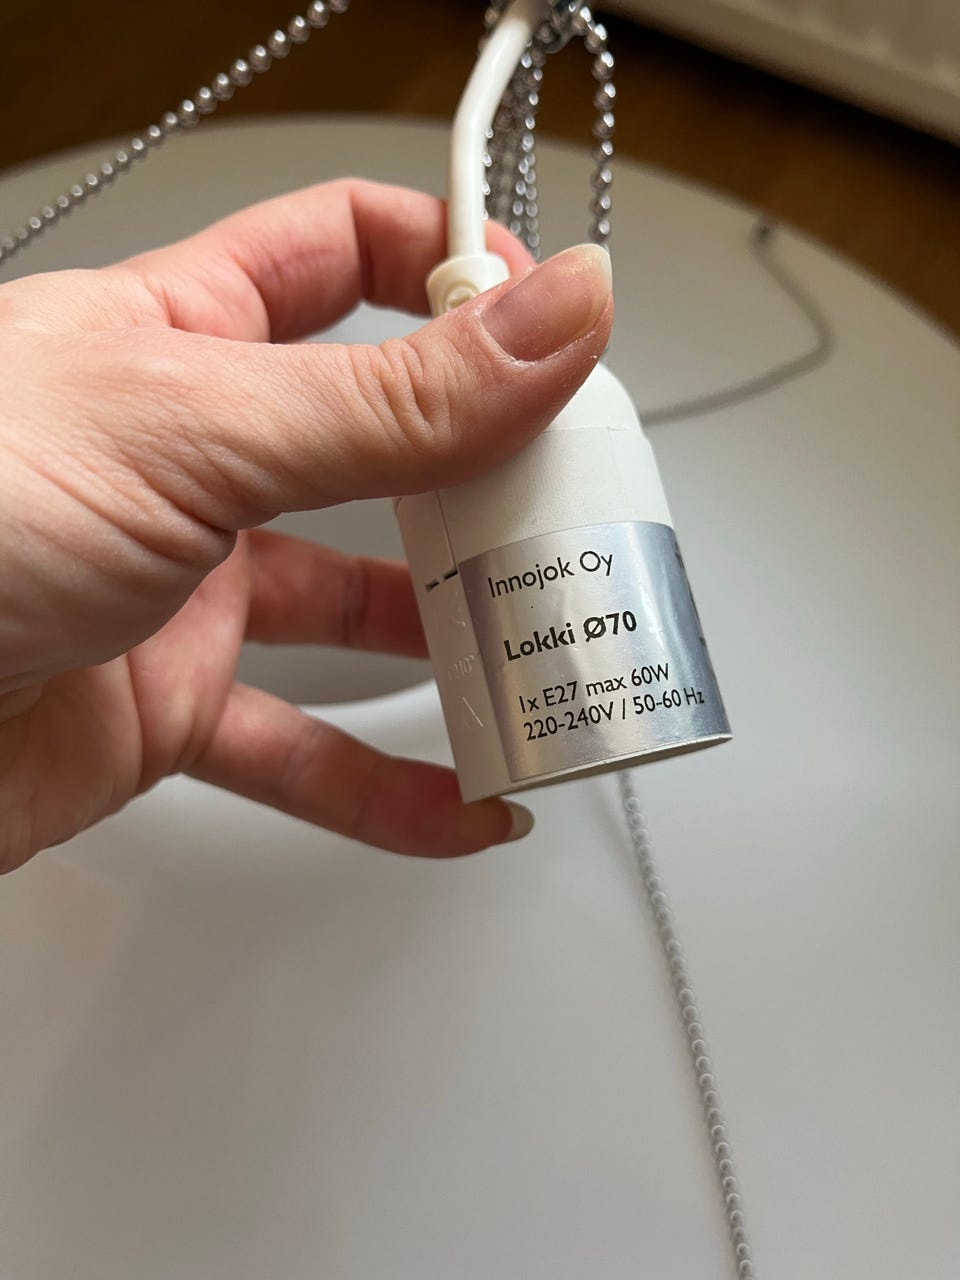 Innojok Oy
Lokki Ø70
1x E27 max 60W
220-240V / 50-60 Hz